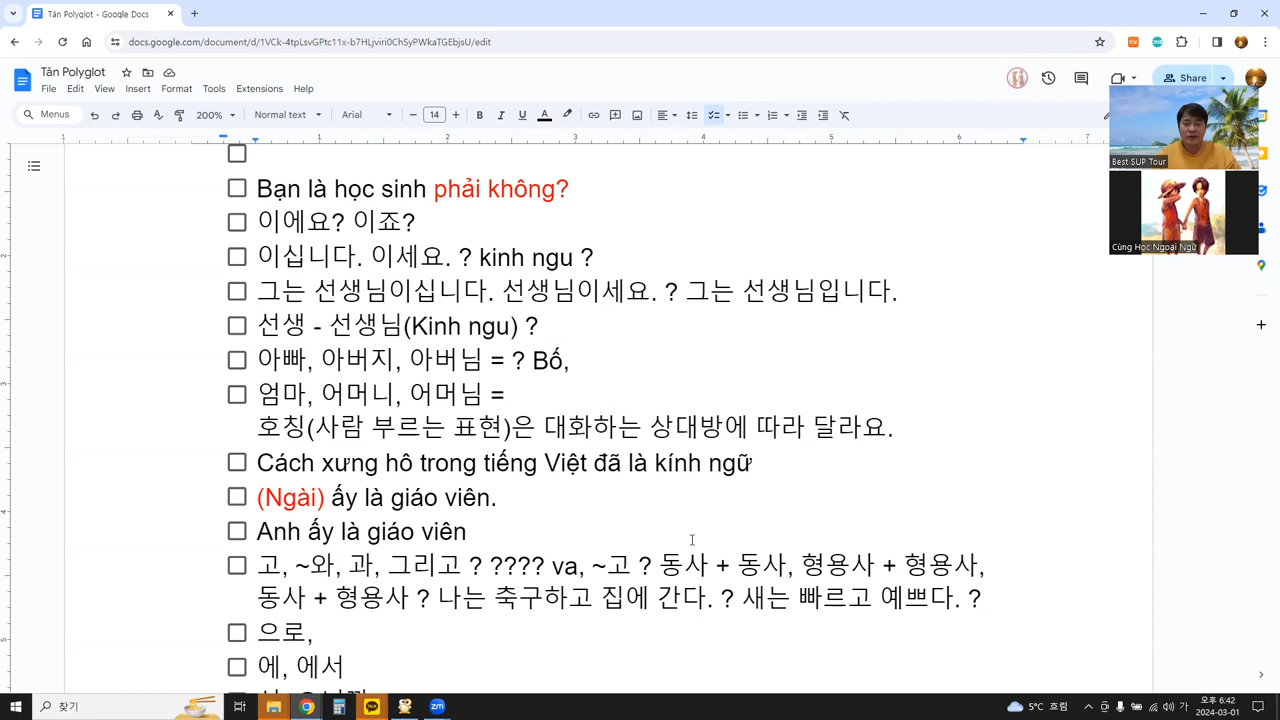 Tân Polyglot - Google Docs
docs.google.com/document/d/1VCk-4tpLsvGPtc11x-b7HLjviri0ChSyPWkaTGEbjsU/edit
Tân Polyglot
File Edit View Insert Format Tools Extensions Help
Share
Menus 200% Normal text Arial 14 B I U A
1 1 2 3 4 5 6 7
Best SUP Tour
Cùng Học Ngoại Ngữ
Bạn là học sinh phải không?
이에요? 이죠?
이십니다. 이세요. ? kinh ngu ?
그는 선생님이십니다. 선생님이세요. ? 그는 선생님입니다.
선생 - 선생님(Kinh ngu) ?
아빠, 아버지, 아버님 = ? Bố,
엄마, 어머니, 어머님 =
호칭(사람 부르는 표현)은 대화하는 상대방에 따라 달라요.
Cách xưng hô trong tiếng Việt đã là kính ngữ
(Ngài) ấy là giáo viên.
Anh ấy là giáo viên
고, ~와, 과, 그리고 ? ???? va, ~고 ? 동사 + 동사, 형용사 + 형용사,
동사 + 형용사 ? 나는 축구하고 집에 간다. ? 새는 빠르고 예쁘다. ?
으로,
에, 에서
찾기
5°C 흐림
가
오후 6:42
2024-03-01